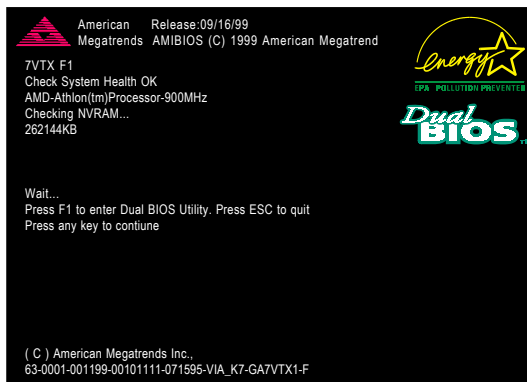 American Release:09/16/99
Megatrends AMIBIOS (C) 1999 American Megatrend
7VTX F1
Check System Health OK
AMD-Athlon(tm)Processor-900MHz
Checking NVRAM...
262144KB
energy
EPA POLLUTION PREVENTER
Dual
BIOS
Wait...
Press F1 to enter Dual BIOS Utility. Press ESC to quit
Press any key to contiune
( C ) American Megatrends Inc.,
63-0001-001199-00101111-071595-VIA_K7-GA7VTX1-F